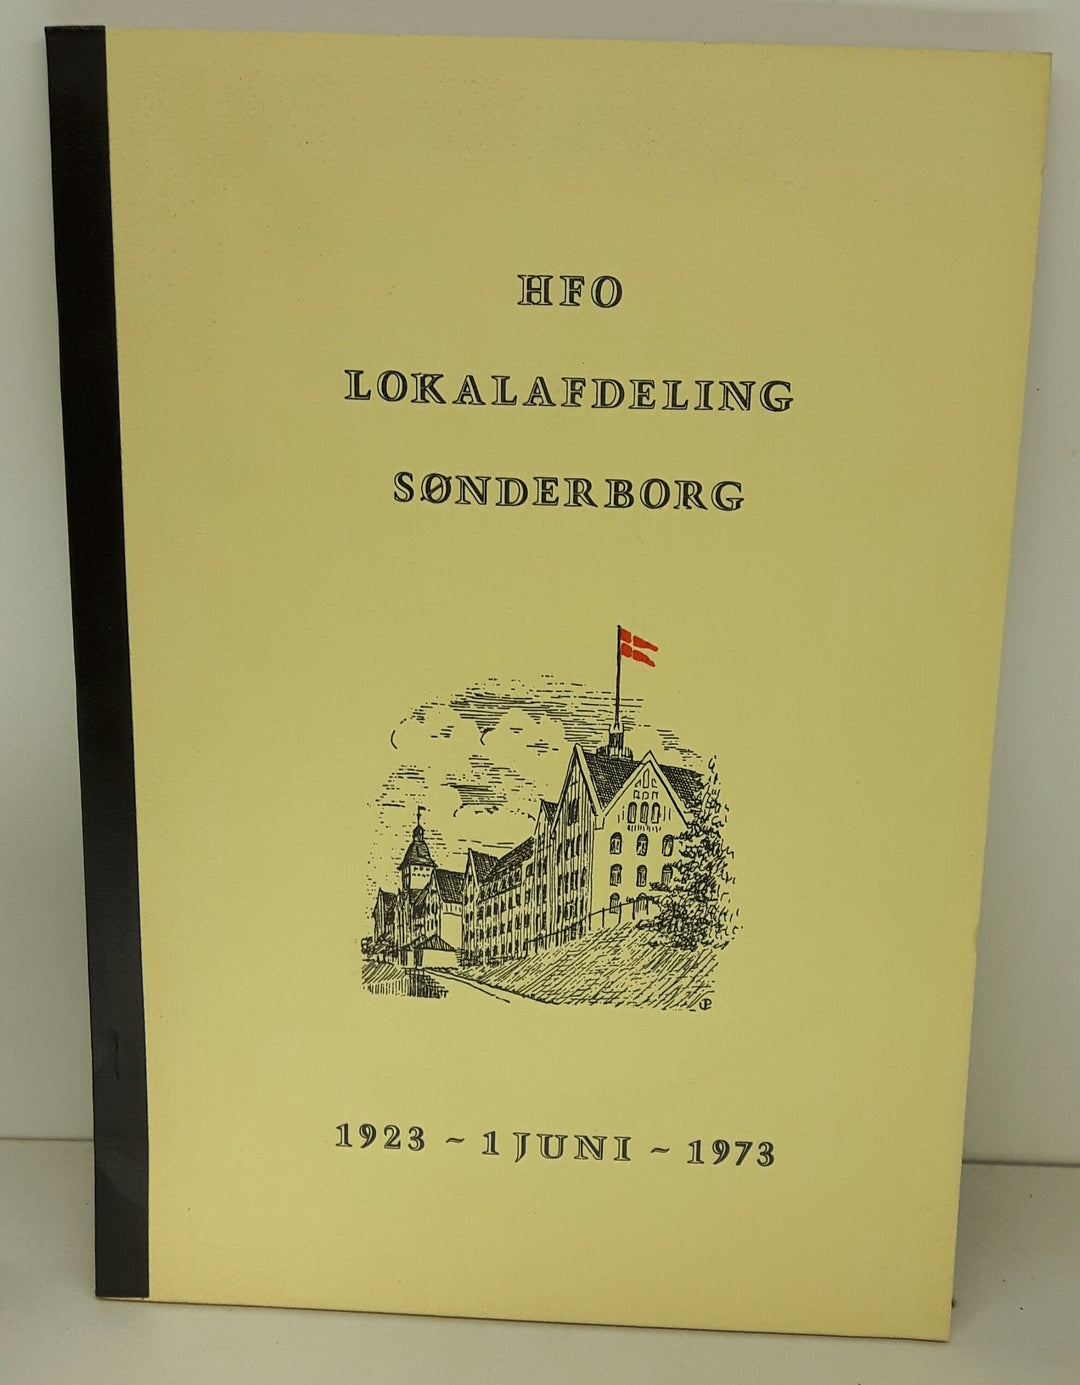 HFO
LOKALAFDELING
SØNDERBORG
1923 ~ 1 JUNI ~ 1973